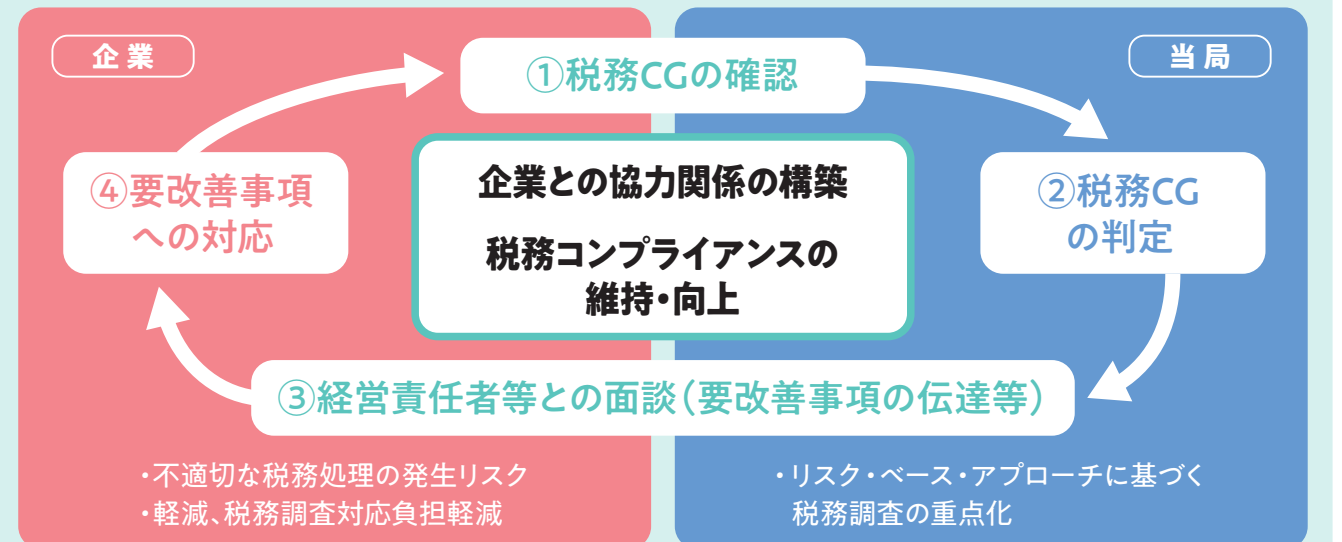 企業
当局
①税務CGの確認
②税務CG
の判定
③経営責任者等との面談（要改善事項の伝達等）
④要改善事項
への対応
企業との協力関係の構築
税務コンプライアンスの
維持・向上
・不適切な税務処理の発生リスク
・軽減、税務調査対応負担軽減
・リスク・ベース・アプローチに基づく
税務調査の重点化